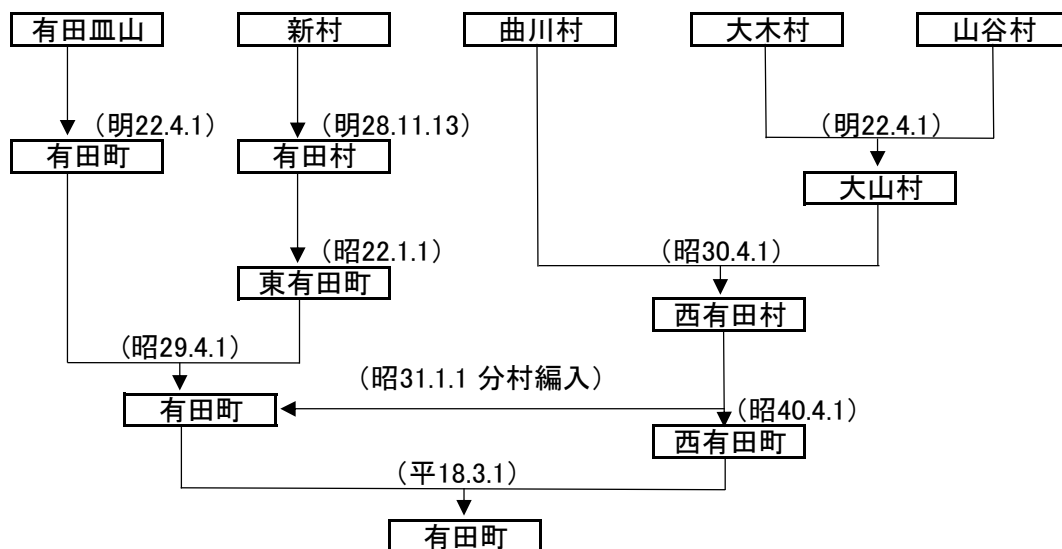 有田皿山
新村
曲川村
大木村
山谷村
（明22.4.1）
（明28.11.13）
（明22.4.1）
有田町
有田村
大山村
（昭22.1.1）
（昭30.4.1）
東有田町
西有田村
（昭29.4.1）
（昭31.1.1 分村編入）
有田町
（昭40.4.1）
西有田町
（平18.3.1）
有田町